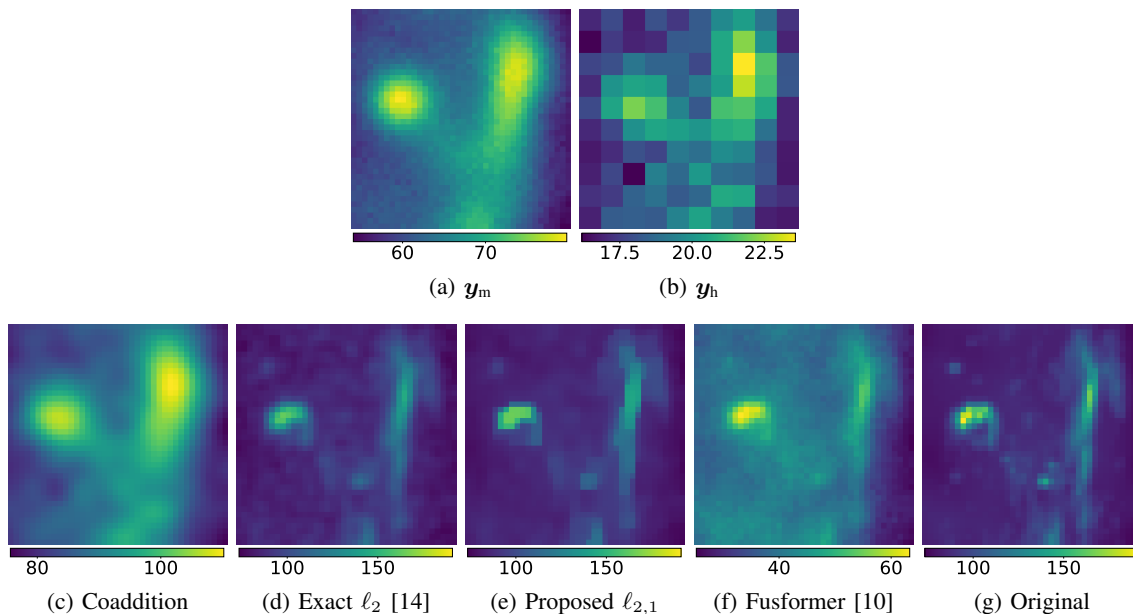 60 70 17.5 20.0 22.5
(a) yₘ (b) yₕ
80 100 100 150 100 150 40 60 100 150
(c) Coaddition (d) Exact ℓ₂ [14] (e) Proposed ℓ₂,₁ (f) Fusformer [10] (g) Original